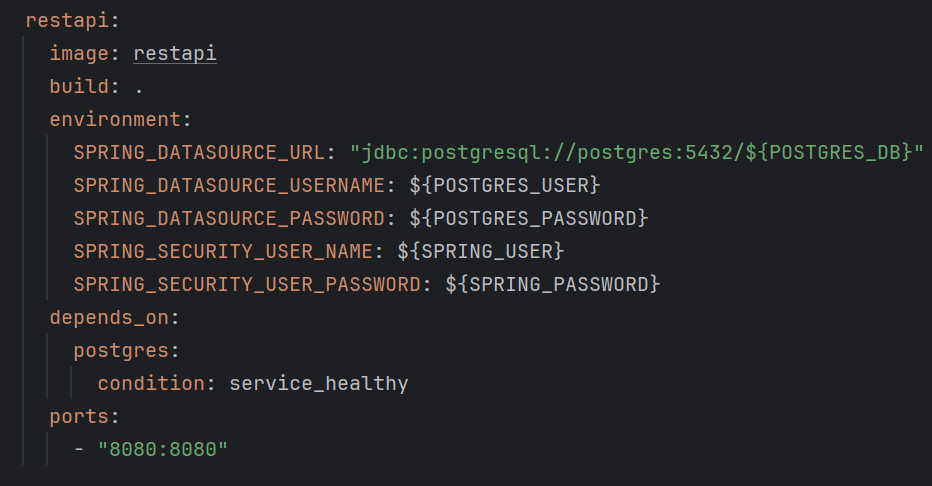 restapi:
image: restapi
build: .
environment:
SPRING_DATASOURCE_URL: "jdbc:postgresql://postgres:5432/${POSTGRES_DB}"
SPRING_DATASOURCE_USERNAME: ${POSTGRES_USER}
SPRING_DATASOURCE_PASSWORD: ${POSTGRES_PASSWORD}
SPRING_SECURITY_USER_NAME: ${SPRING_USER}
SPRING_SECURITY_USER_PASSWORD: ${SPRING_PASSWORD}
depends_on:
postgres:
condition: service_healthy
ports:
- "8080:8080"